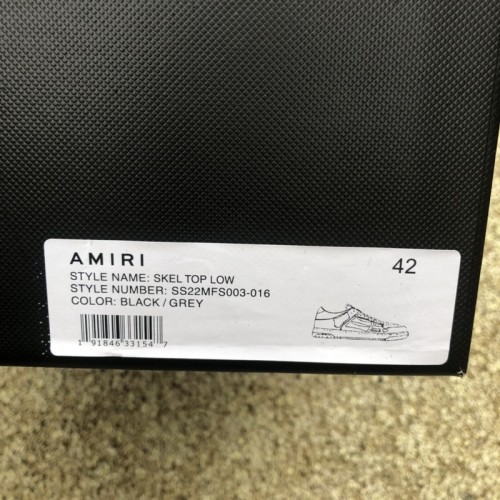 AMIRI
42
STYLE NAME: SKEL TOP LOW
STYLE NUMBER: SS22MFS003-016
COLOR: BLACK / GREY
1 91846 33154 7